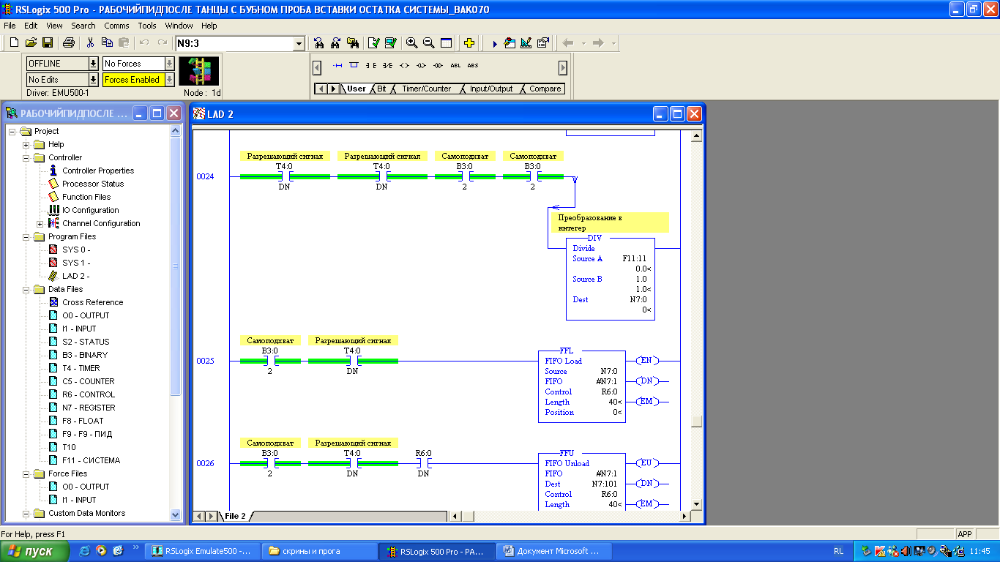 RSLogix 500 Pro - РАБОЧИЙПИДПОСЛЕ ТАНЦЫ С БУБНОМ ПРОБА ВСТАВКИ ОСТАТКА СИСТЕМЫ_BAK070
File Edit View Search Comms Tools Window Help
N9:3
OFFLINE No Forces
No Edits Forces Enabled
Driver: EMU500-1 Node : 1d
ABL ABS
User Bit Timer/Counter Input/Output Compare
РАБОЧИЙПИДПОСЛЕ ...
Project
Help
Controller
Controller Properties
Processor Status
Function Files
IO Configuration
Channel Configuration
Program Files
SYS 0 -
SYS 1 -
LAD 2 -
Data Files
Cross Reference
O0 - OUTPUT
I1 - INPUT
S2 - STATUS
B3 - BINARY
T4 - TIMER
C5 - COUNTER
R6 - CONTROL
N7 - REGISTER
F8 - FLOAT
F9 - F9 - ПИД
T10
F11 - СИСТЕМА
Force Files
O0 - OUTPUT
I1 - INPUT
Custom Data Monitors
LAD 2
Разрешающий сигнал Разрешающий сигнал Самоподхват Самоподхват
T4:0 T4:0 B3:0 B3:0
0024
DN DN 2 2
Преобразование в
интегер
DIV
Divide
Source A F11:11
0.0<
Source B 1.0
1.0<
Dest N7:0
0<
Самоподхват Разрешающий сигнал
B3:0 T4:0
0025
2 DN
FFL
FIFO Load EN
Source N7:0
FIFO #N7:1 DN
Control R6:0
Length 40< EM
Position 0<
Самоподхват Разрешающий сигнал
B3:0 T4:0 R6:0
0026
2 DN DN
FFU
FIFO Unload EU
FIFO #N7:1
Dest N7:101 DN
Control R6:0
Length 40< EM
File 2
For Help, press F1
APP
пуск
RSLogix Emulate500 -...
скрины и прога
RSLogix 500 Pro - РА...
Документ Microsoft ...
RL
11:45